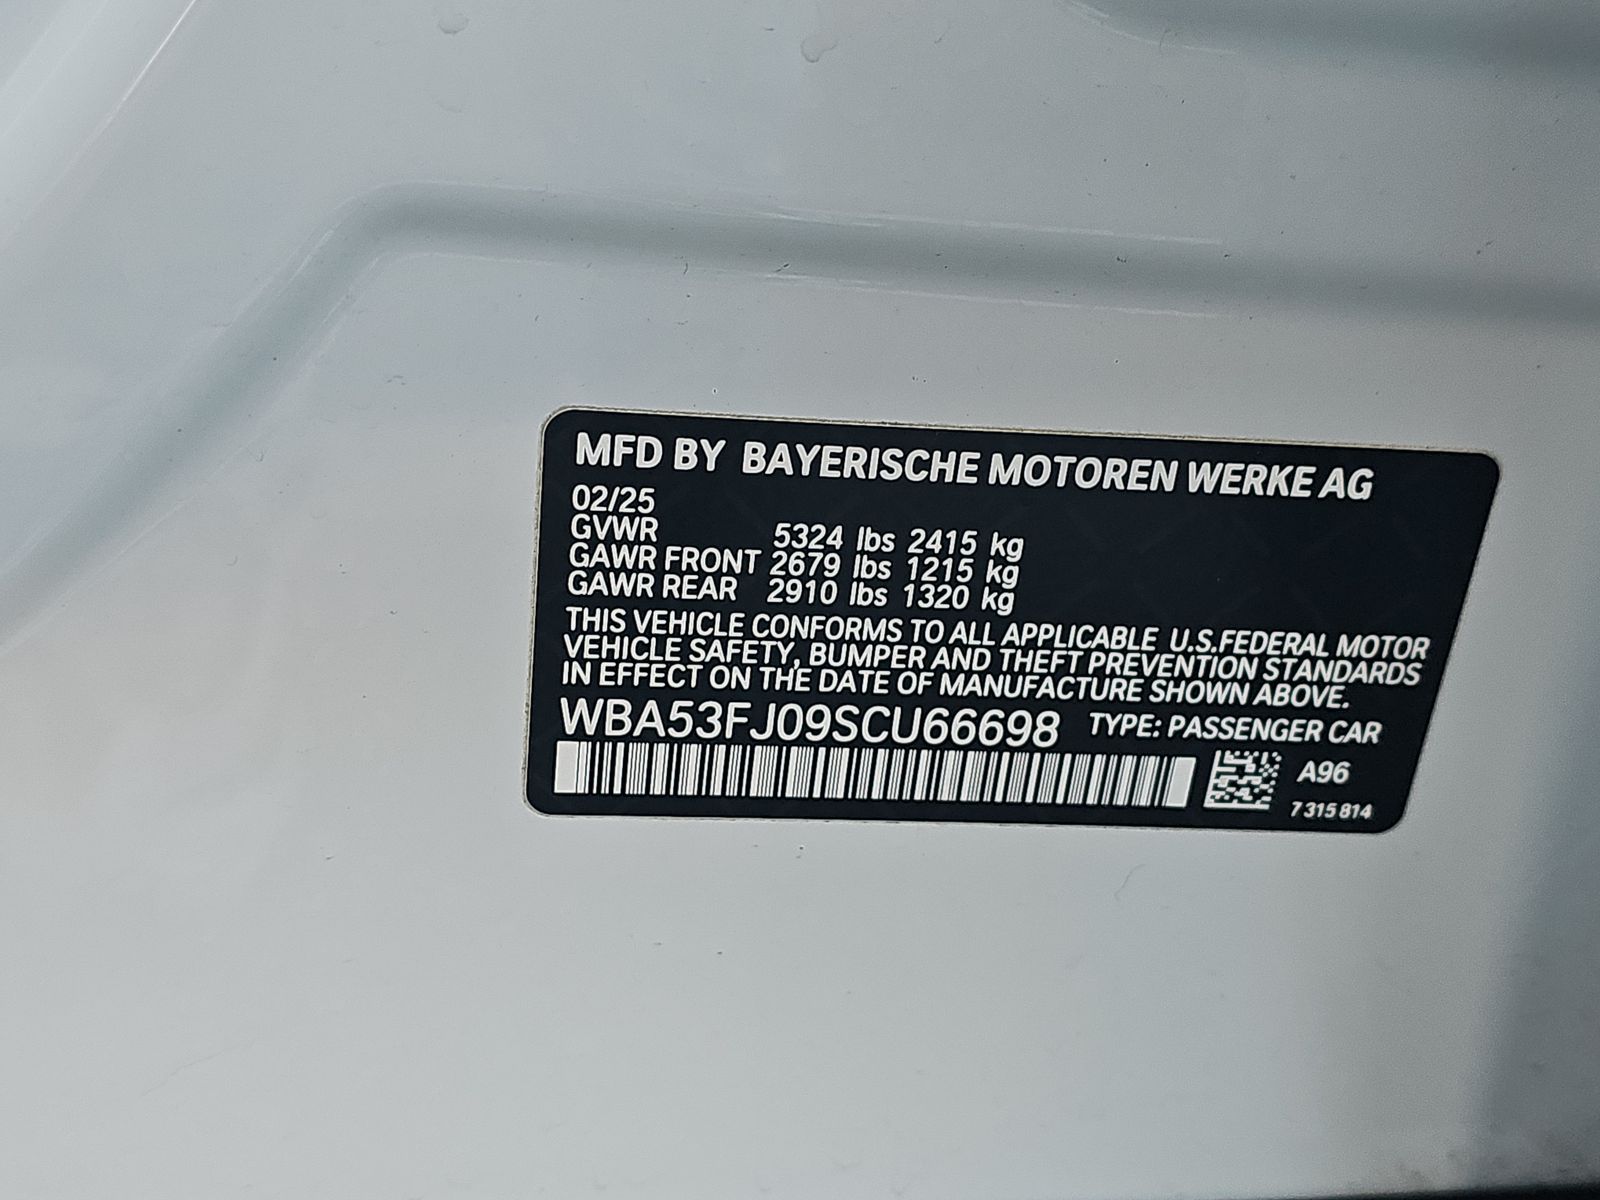 MFD BY BAYERISCHE MOTOREN WERKE AG
02/25
GVWR 5324 lbs 2415 kg
GAWR FRONT 2679 lbs 1215 kg
GAWR REAR 2910 lbs 1320 kg
THIS VEHICLE CONFORMS TO ALL APPLICABLE U.S.FEDERAL MOTOR
VEHICLE SAFETY, BUMPER AND THEFT PREVENTION STANDARDS
IN EFFECT ON THE DATE OF MANUFACTURE SHOWN ABOVE.
WBA53FJ09SCU66698 TYPE: PASSENGER CAR
A96
7 315 814